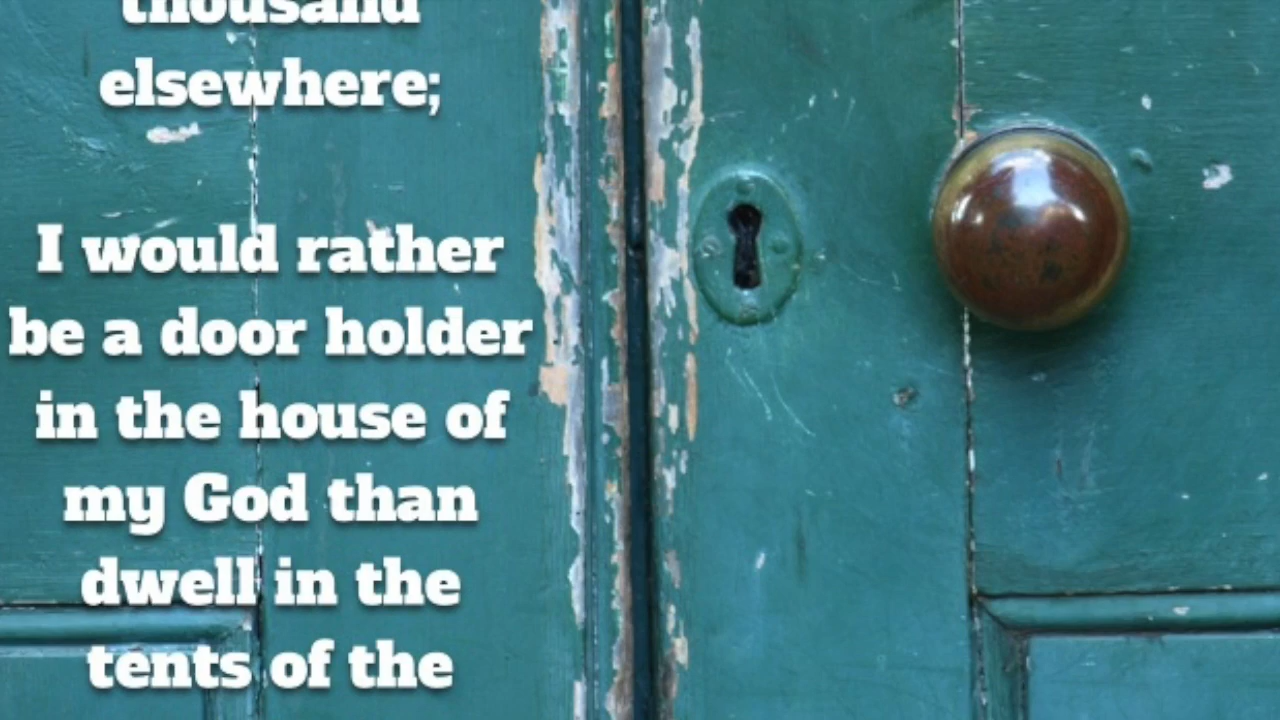 thousand
elsewhere;
I would rather
be a door holder
in the house of
my God than
dwell in the
tents of the